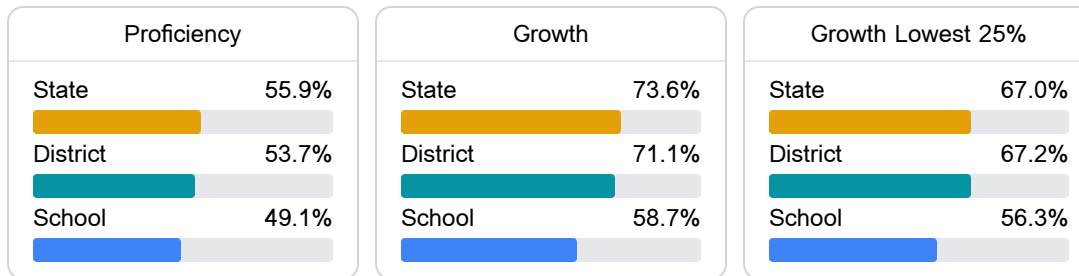 Proficiency
State 55.9%
District 53.7%
School 49.1%
Growth
State 73.6%
District 71.1%
School 58.7%
Growth Lowest 25%
State 67.0%
District 67.2%
School 56.3%